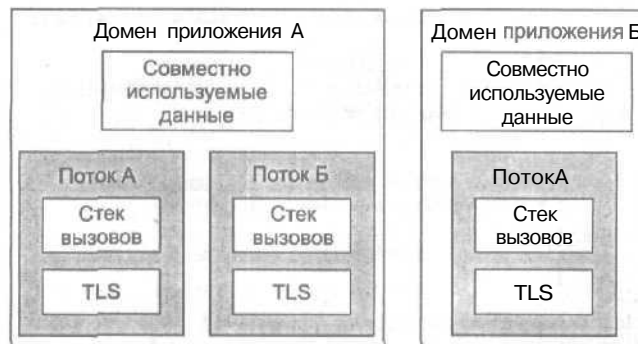 Домен приложения А
Совместно
используемые
данные
Поток А
Стек
вызовов
TLS
Поток Б
Стек
вызовов
TLS
Домен приложения Б
Совместно
используемые
данные
ПотокА
Стек
вызовов
TLS